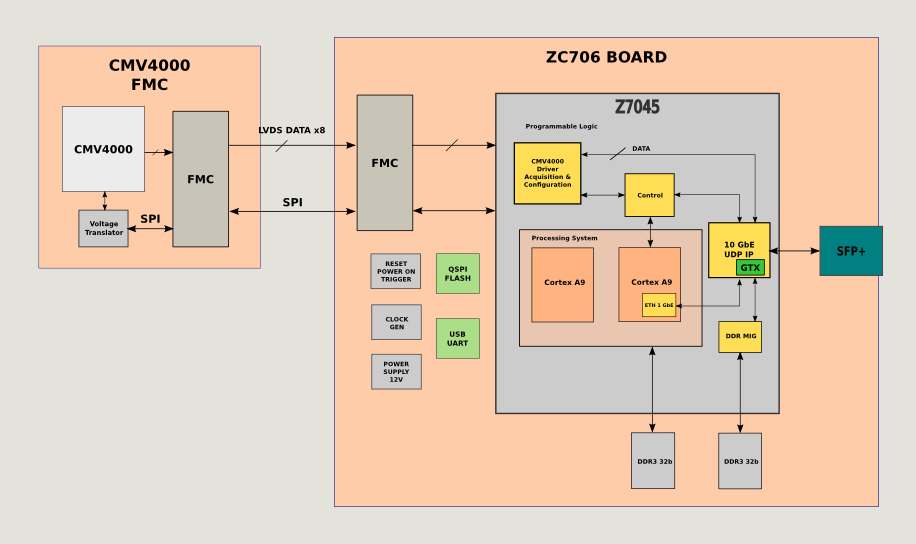 CMV4000
FMC
CMV4000
FMC
Voltage
Translator
SPI
LVDS DATA x8
SPI
ZC706 BOARD
FMC
RESET
POWER ON
TRIGGER
QSPI
FLASH
CLOCK
GEN
USB
UART
POWER
SUPPLY
12V
Z7045
Programmable Logic
CMV4000
Driver
Acquisition &
Configuration
DATA
Control
Processing System
Cortex A9
Cortex A9
ETH 1 GbE
10 GbE
UDP IP
GTX
SFP+
DDR MIG
DDR3 32b
DDR3 32b